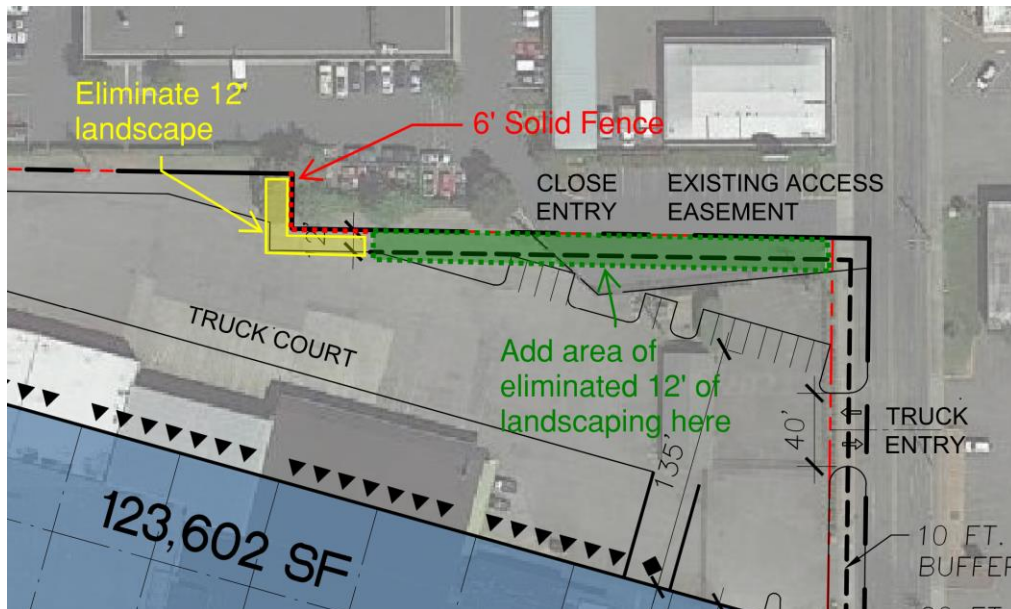 Eliminate 12'
landscape
6' Solid Fence
CLOSE
ENTRY
EXISTING ACCESS
EASEMENT
12'
TRUCK COURT
Add area of
eliminated 12' of
landscaping here
135'
40'
TRUCK
ENTRY
123,602 SF
10 FT.
BUFFER